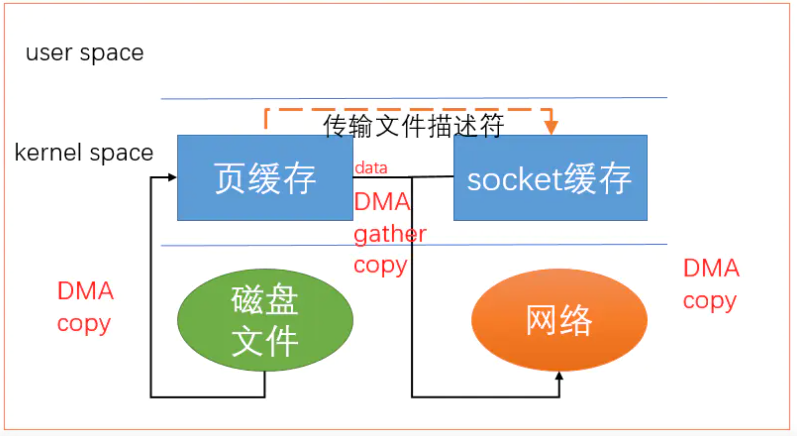 user space
传输文件描述符
kernel space
页缓存
data
socket缓存
DMA
gather
copy
DMA
copy
磁盘
文件
网络
DMA
copy